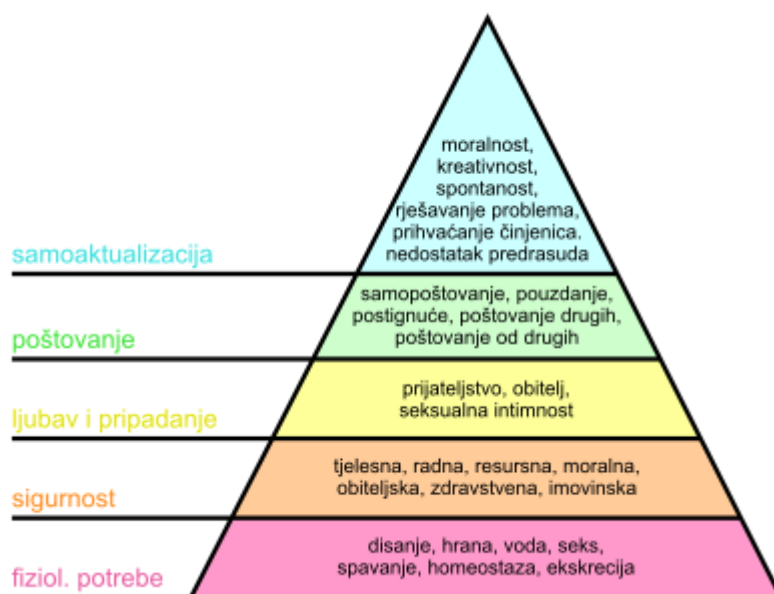 moralnost,
kreativnost,
spontanost,
rješavanje problema,
prihvaćanje činjenica.
nedostatak predrasuda
samoaktualizacija
samopoštovanje, pouzdanje,
postignuće, poštovanje drugih,
poštovanje od drugih
poštovanje
prijateljstvo, obitelj,
seksualna intimnost
ljubav i pripadanje
tjelesna, radna, resursna, moralna,
obiteljska, zdravstvena, imovinska
sigurnost
disanje, hrana, voda, seks,
spavanje, homeostaza, ekskrecija
fiziol. potrebe